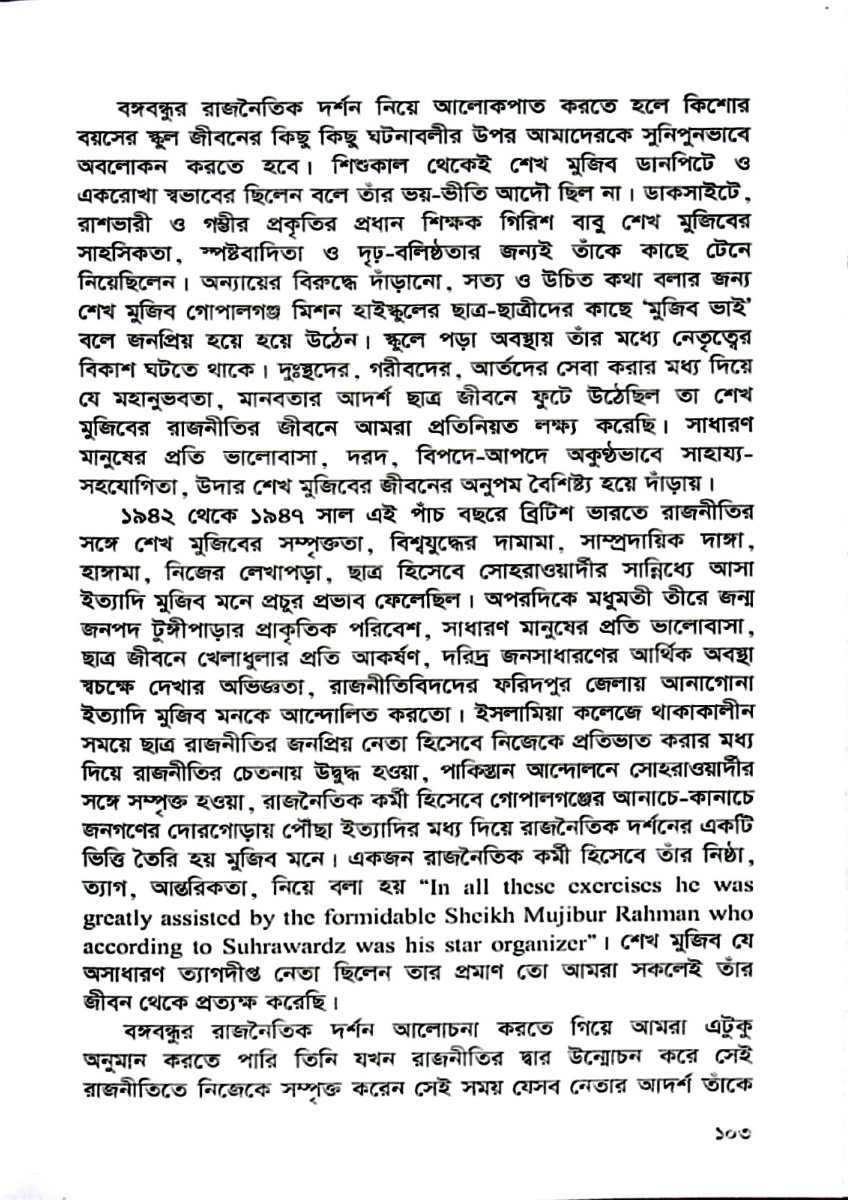 বঙ্গবন্ধুর রাজনৈতিক দর্শন নিয়ে আলোকপাত করতে হলে কিশোর
বয়সের স্কুল জীবনের কিছু কিছু ঘটনাবলীর উপর আমাদেরকে সুনিপুনভাবে
অবলোকন করতে হবে। শিশুকাল থেকেই শেখ মুজিব ডানপিটে ও
একরোখা স্বভাবের ছিলেন বলে তাঁর ভয়-ভীতি আদৌ ছিল না। ডাকসাইটে,
রাশভারী ও গম্ভীর প্রকৃতির প্রধান শিক্ষক গিরিশ বাবু শেখ মুজিবের
সাহসিকতা, স্পষ্টবাদিতা ও দৃঢ়-বলিষ্ঠতার জন্যই তাঁকে কাছে টেনে
নিয়েছিলেন। অন্যায়ের বিরুদ্ধে দাঁড়ানো, সত্য ও উচিত কথা বলার জন্য
শেখ মুজিব গোপালগঞ্জ মিশন হাইস্কুলের ছাত্র-ছাত্রীদের কাছে ‘মুজিব ভাই’
বলে জনপ্রিয় হয়ে হয়ে উঠেন। স্কুলে পড়া অবস্থায় তাঁর মধ্যে নেতৃত্বের
বিকাশ ঘটতে থাকে। দুঃস্থদের, গরীবদের, আর্তদের সেবা করার মধ্য দিয়ে
যে মহানুভবতা, মানবতার আদর্শ ছাত্র জীবনে ফুটে উঠেছিল তা শেখ
মুজিবের রাজনীতির জীবনে আমরা প্রতিনিয়ত লক্ষ্য করেছি। সাধারণ
মানুষের প্রতি ভালোবাসা, দরদ, বিপদে-আপদে অকুণ্ঠভাবে সাহায্য-
সহযোগিতা, উদার শেখ মুজিবের জীবনের অনুপম বৈশিষ্ট্য হয়ে দাঁড়ায়।
১৯৪২ থেকে ১৯৪৭ সাল এই পাঁচ বছরে ব্রিটিশ ভারতে রাজনীতির
সঙ্গে শেখ মুজিবের সম্পৃক্ততা, বিশ্বযুদ্ধের দামামা, সাম্প্রদায়িক দাঙ্গা,
হাঙ্গামা, নিজের লেখাপড়া, ছাত্র হিসেবে সোহরাওয়ার্দীর সান্নিধ্যে আসা
ইত্যাদি মুজিব মনে প্রচুর প্রভাব ফেলেছিল। অপরদিকে মধুমতী তীরে জন্ম
জনপদ টুঙ্গীপাড়ার প্রাকৃতিক পরিবেশ, সাধারণ মানুষের প্রতি ভালোবাসা,
ছাত্র জীবনে খেলাধুলার প্রতি আকর্ষণ, দরিদ্র জনসাধারণের আর্থিক অবস্থা
স্বচক্ষে দেখার অভিজ্ঞতা, রাজনীতিবিদদের ফরিদপুর জেলায় আনাগোনা
ইত্যাদি মুজিব মনকে আন্দোলিত করতো। ইসলামিয়া কলেজে থাকাকালীন
সময়ে ছাত্র রাজনীতির জনপ্রিয় নেতা হিসেবে নিজেকে প্রতিভাত করার মধ্য
দিয়ে রাজনীতির চেতনায় উদ্বুদ্ধ হওয়া, পাকিস্তান আন্দোলনে সোহরাওয়ার্দীর
সঙ্গে সম্পৃক্ত হওয়া, রাজনৈতিক কর্মী হিসেবে গোপালগঞ্জের আনাচে-কানাচে
জনগণের দোরগোড়ায় পৌঁছা ইত্যাদির মধ্য দিয়ে রাজনৈতিক দর্শনের একটি
ভিত্তি তৈরি হয় মুজিব মনে। একজন রাজনৈতিক কর্মী হিসেবে তাঁর নিষ্ঠা,
ত্যাগ, আন্তরিকতা, নিয়ে বলা হয় “In all these exercises he was
greatly assisted by the formidable Sheikh Mujibur Rahman who
according to Suhrawardz was his star organizer”। শেখ মুজিব যে
অসাধারণ ত্যাগদীপ্ত নেতা ছিলেন তার প্রমাণ তো আমরা সকলেই তাঁর
জীবন থেকে প্রত্যক্ষ করেছি।
বঙ্গবন্ধুর রাজনৈতিক দর্শন আলোচনা করতে গিয়ে আমরা এটুকু
অনুমান করতে পারি তিনি যখন রাজনীতির দ্বার উন্মোচন করে সেই
রাজনীতিতে নিজেকে সম্পৃক্ত করেন সেই সময় যেসব নেতার আদর্শ তাঁকে
১০৩